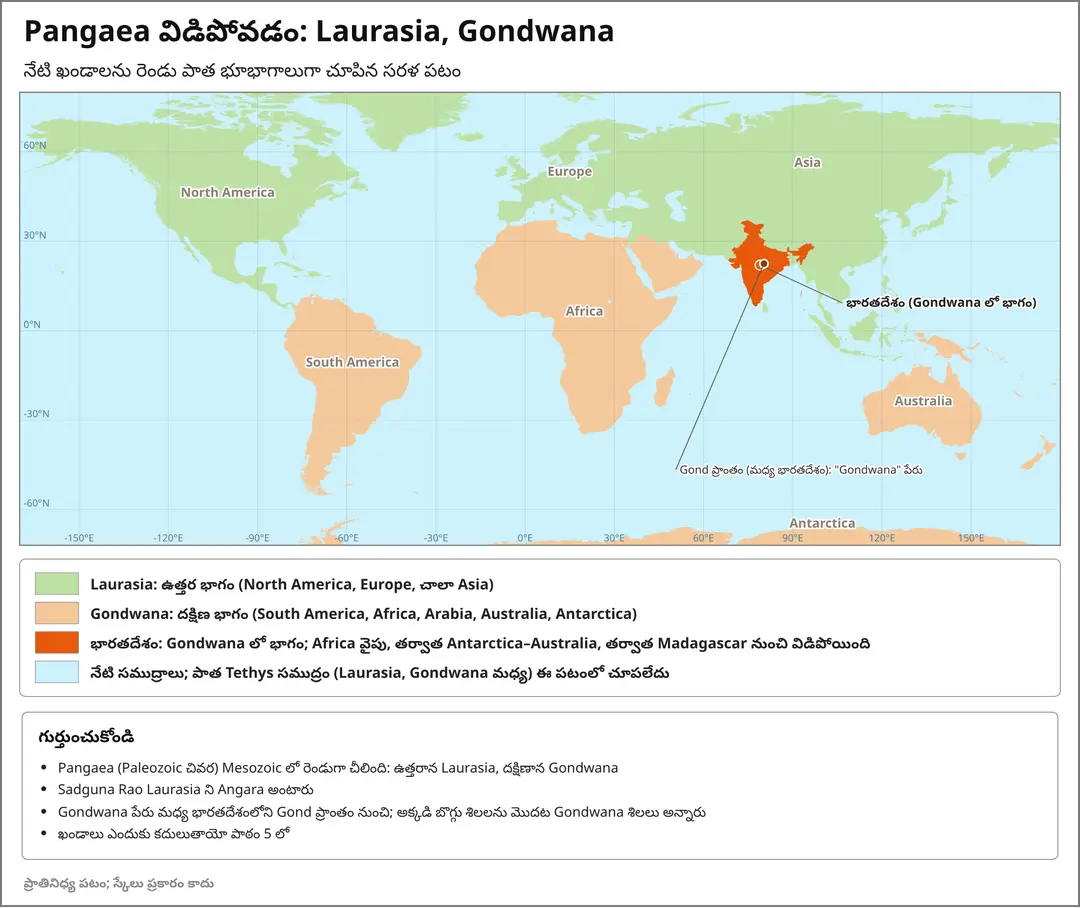 Pangaea విడిపోవడం: Laurasia, Gondwana
నేటి ఖండాలను రెండు పాత భూభాగాలుగా చూపిన సరళ పటం
60°N
North America
Europe
Asia
30°N
భారతదేశం (Gondwana లో భాగం)
0°N
Africa
South America
Australia
-30°N
Gond ప్రాంతం (మధ్య భారతదేశం): "Gondwana" పేరు
-60°N
Antarctica
-150°E -120°E -90°E -60°E -30°E 0°E 30°E 60°E 90°E 120°E 150°E
Laurasia: ఉత్తర భాగం (North America, Europe, చాలా Asia)
Gondwana: దక్షిణ భాగం (South America, Africa, Arabia, Australia, Antarctica)
భారతదేశం: Gondwana లో భాగం; Africa వైపు, తర్వాత Antarctica–Australia, తర్వాత Madagascar నుంచి విడిపోయింది
నేటి సముద్రాలు; పాత Tethys సముద్రం (Laurasia, Gondwana మధ్య) ఈ పటంలో చూపలేదు
గుర్తుంచుకోండి
• Pangaea (Paleozoic చివర) Mesozoic లో రెండుగా చీలింది: ఉత్తరాన Laurasia, దక్షిణాన Gondwana
• Sadguna Rao Laurasia ని Angara అంటారు
• Gondwana పేరు మధ్య భారతదేశంలోని Gond ప్రాంతం నుంచి; అక్కడి బొగ్గు శిలలను మొదట Gondwana శిలలు అన్నారు
• ఖండాలు ఎందుకు కదులుతాయో పాఠం 5 లో
ప్రాతినిధ్య పటం; స్కేలు ప్రకారం కాదు